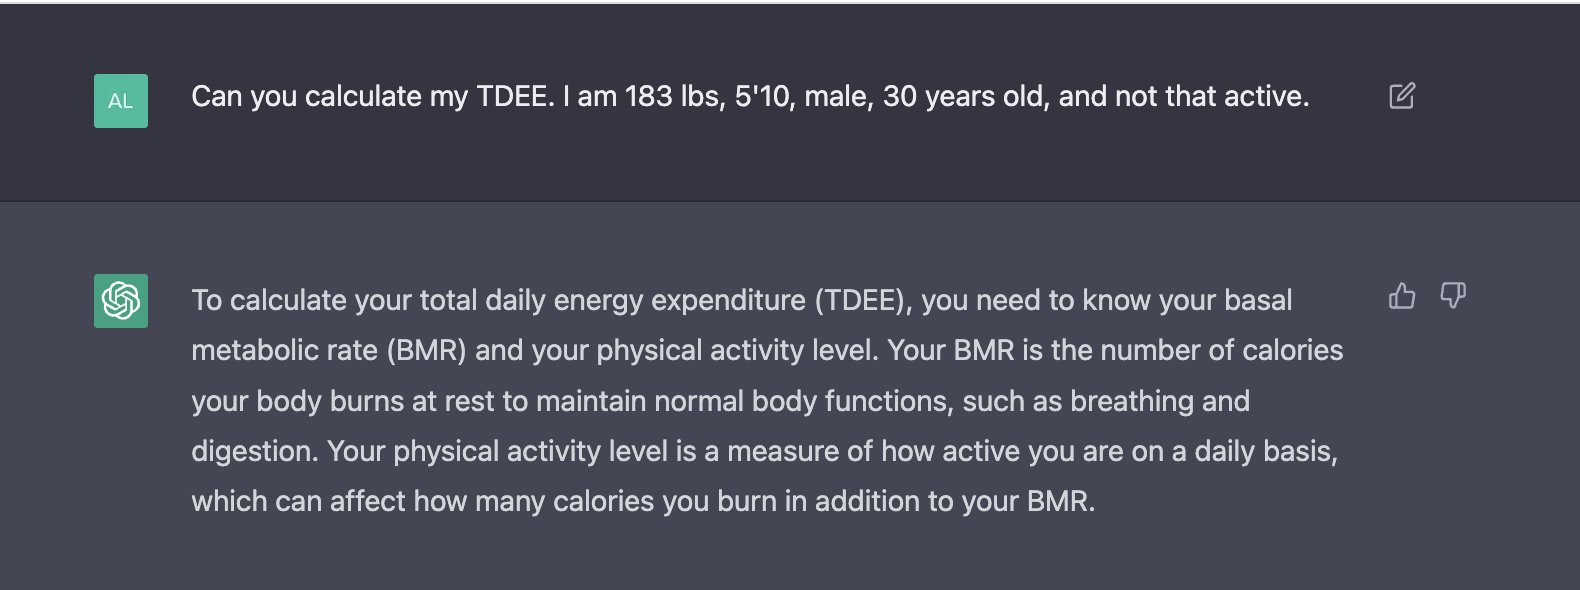 AL
Can you calculate my TDEE. I am 183 lbs, 5'10, male, 30 years old, and not that active.
To calculate your total daily energy expenditure (TDEE), you need to know your basal
metabolic rate (BMR) and your physical activity level. Your BMR is the number of calories
your body burns at rest to maintain normal body functions, such as breathing and
digestion. Your physical activity level is a measure of how active you are on a daily basis,
which can affect how many calories you burn in addition to your BMR.